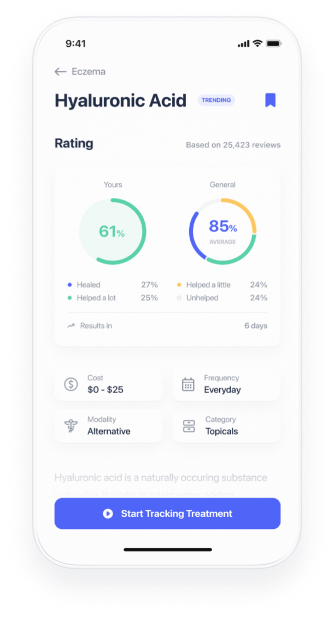 9:41
Eczema
Hyaluronic Acid TRENDING
Rating Based on 25,423 reviews
Yours General
61% 85%
AVERAGE
Healed 27% Helped a little 24%
Helped a lot 25% Unhelped 24%
Results in 6 days
Cost Frequency
$0 - $25 Everyday
Modality Category
Alternative Topicals
Hyaluronic acid is a naturally occuring substance
Start Tracking Treatment